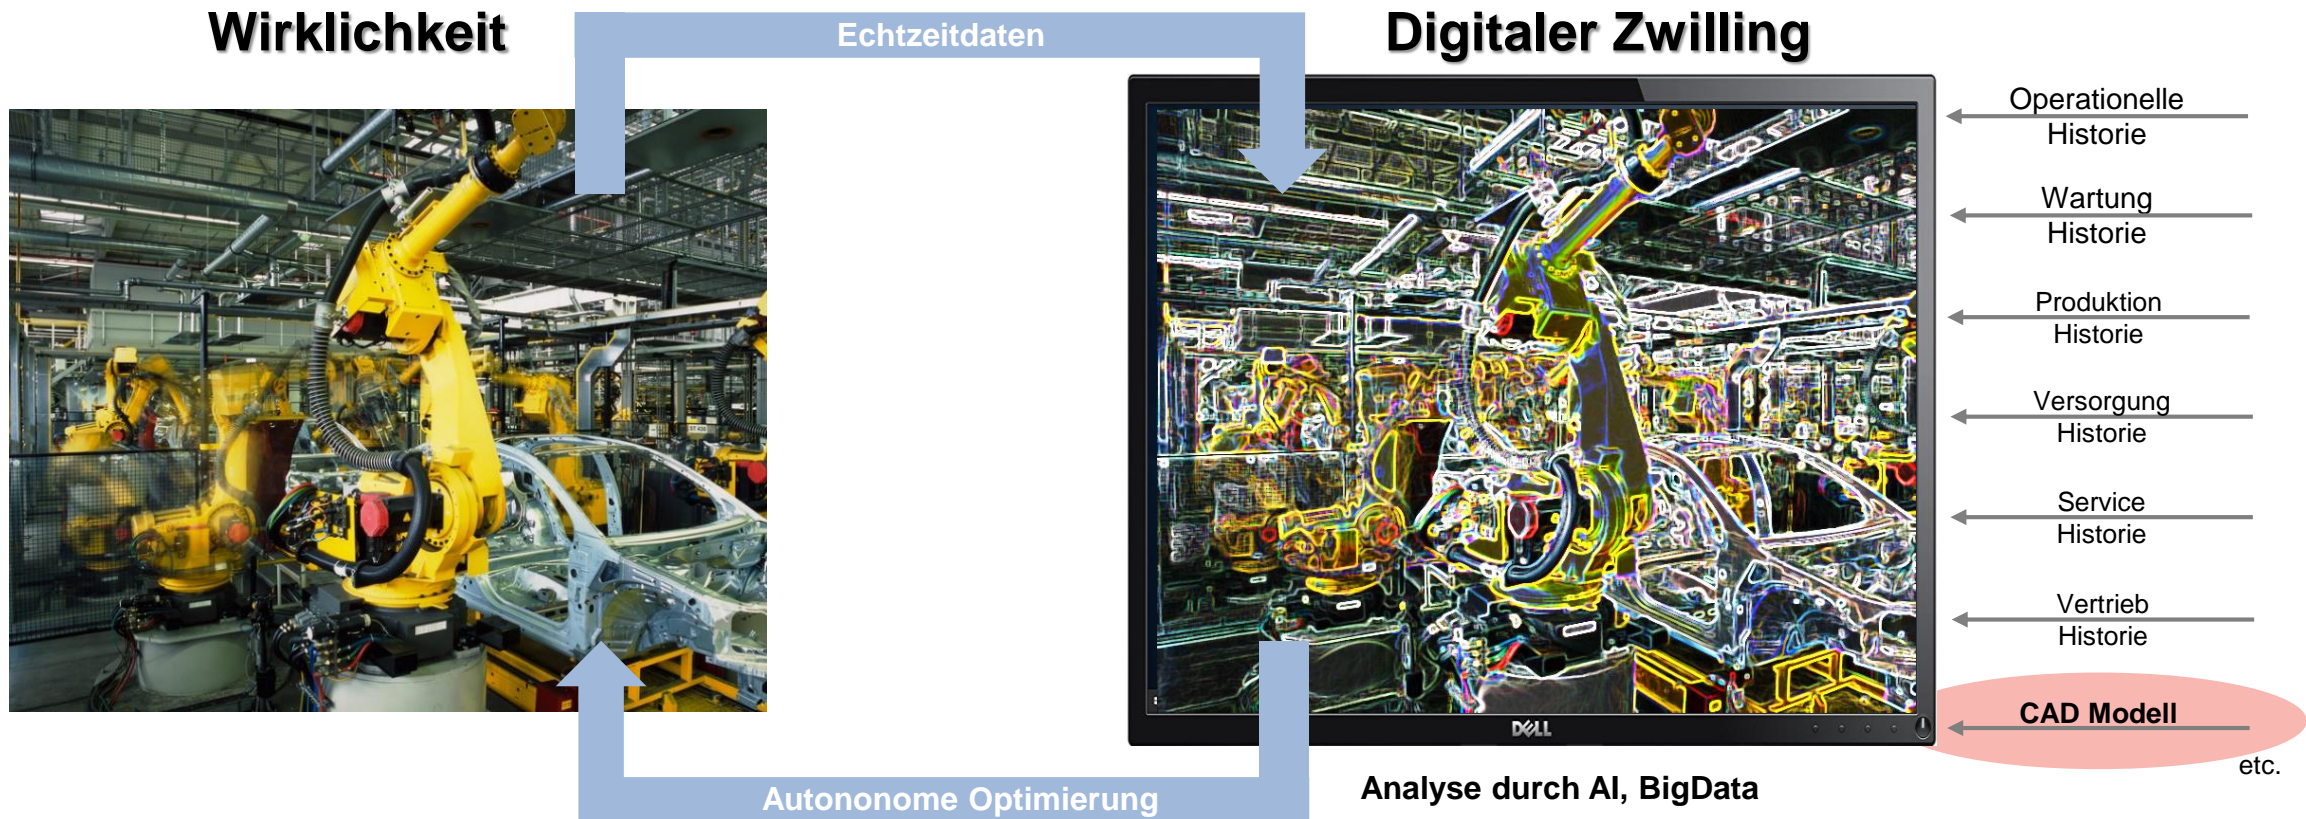 Wirklichkeit
Echtzeitdaten
Digitaler Zwilling
Operationelle
Historie
Wartung
Historie
Produktion
Historie
Versorgung
Historie
Service
Historie
Vertrieb
Historie
CAD Modell
etc.
DELL
Analyse durch AI, BigData
Autononome Optimierung